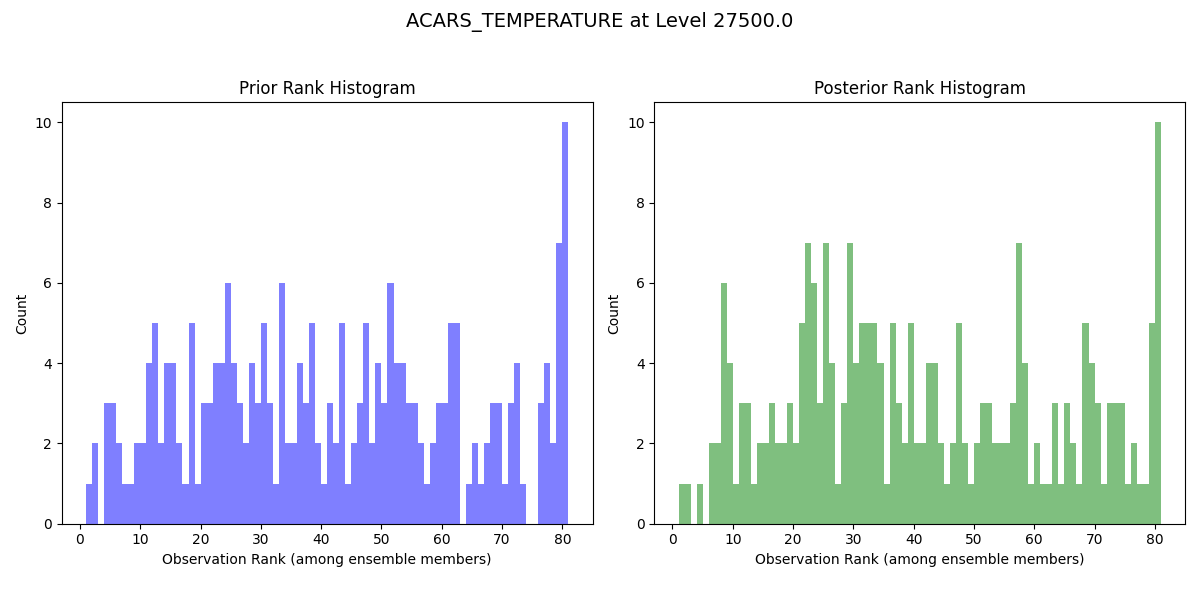 ACARS_TEMPERATURE at Level 27500.0
Prior Rank Histogram
Count
10
8
6
4
2
0
0 10 20 30 40 50 60 70 80
Observation Rank (among ensemble members)
Posterior Rank Histogram
Count
10
8
6
4
2
0
0 10 20 30 40 50 60 70 80
Observation Rank (among ensemble members)